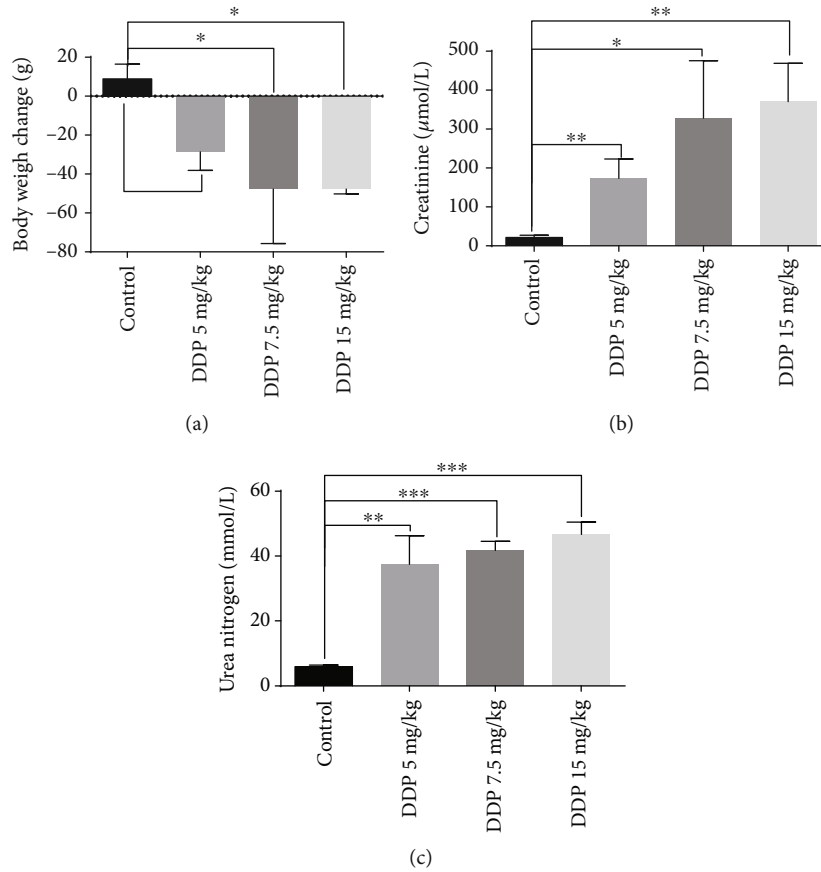 *
*
Body weigh change (g)
20
0
−20
−40
−60
−80
Control
DDP 5 mg/kg
DDP 7.5 mg/kg
DDP 15 mg/kg
(a)
**
*
**
Creatinine (μmol/L)
500
400
300
200
100
0
Control
DDP 5 mg/kg
DDP 7.5 mg/kg
DDP 15 mg/kg
(b)
***
***
**
Urea nitrogen (mmol/L)
60
40
20
0
Control
DDP 5 mg/kg
DDP 7.5 mg/kg
DDP 15 mg/kg
(c)